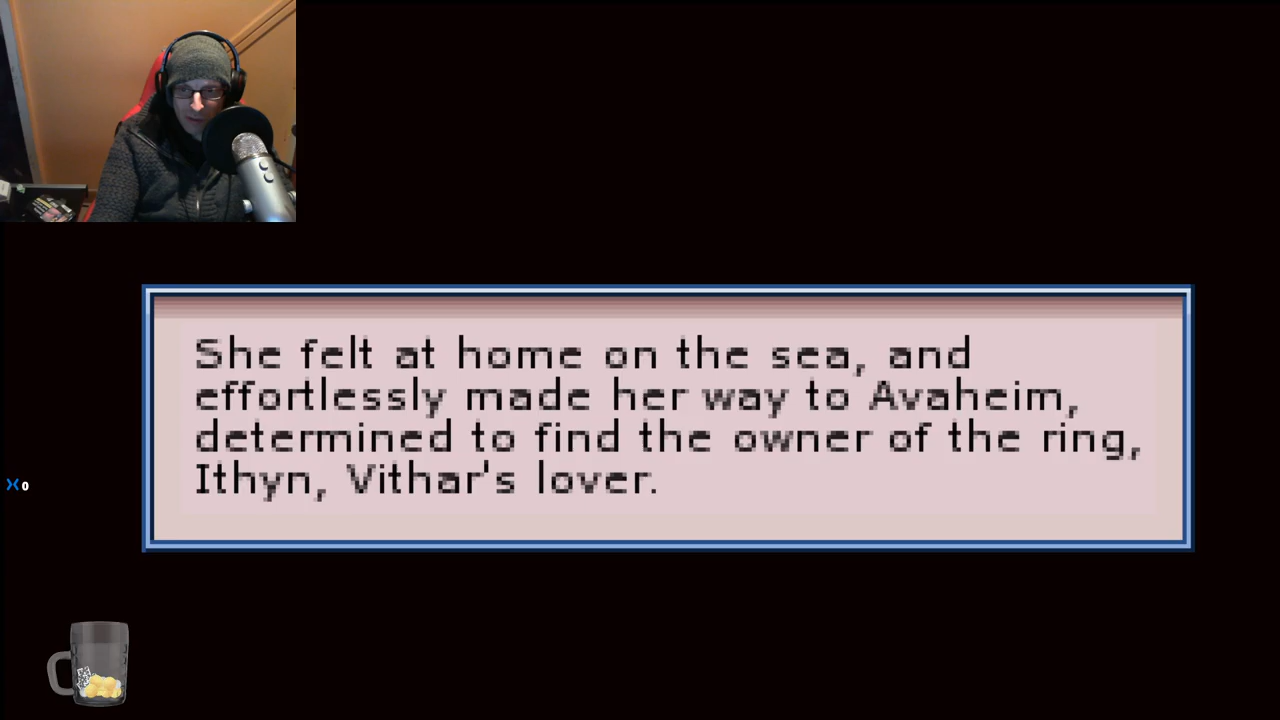 She felt at home on the sea, and
effortlessly made her way to Avaheim,
determined to find the owner of the ring,
Ithyn, Vithar's lover.
0